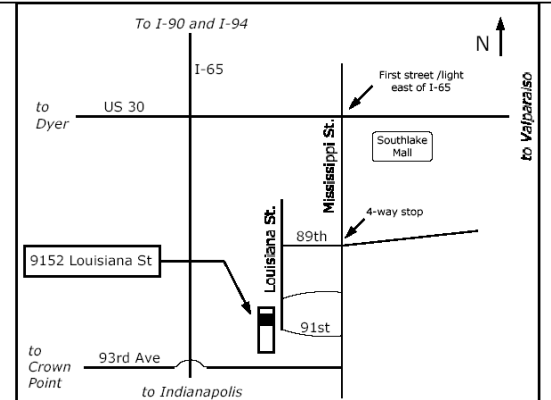 To I-90 and I-94
N
I-65
First street /light
east of I-65
to
Dyer
US 30
to Valparaiso
Mississippi St.
Southlake
Mall
4-way stop
Louisiana St.
89th
9152 Louisiana St
91st
to
Crown
Point
93rd Ave
to Indianapolis